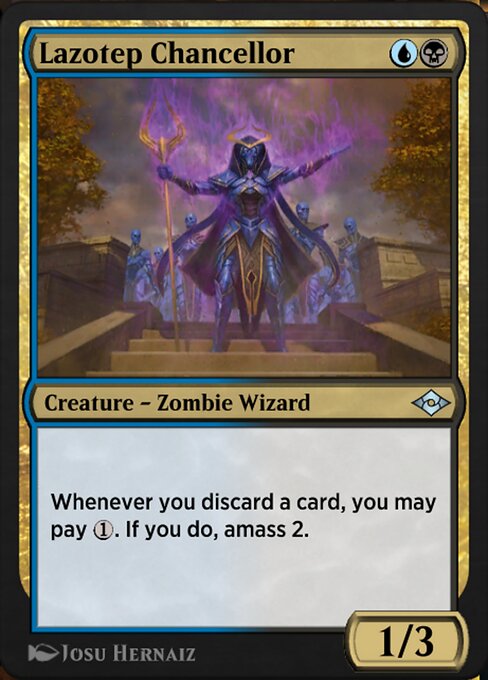 Lazotep Chancellor
Creature – Zombie Wizard
Whenever you discard a card, you may
pay 1. If you do, amass 2.
1/3
Josu Hernaiz